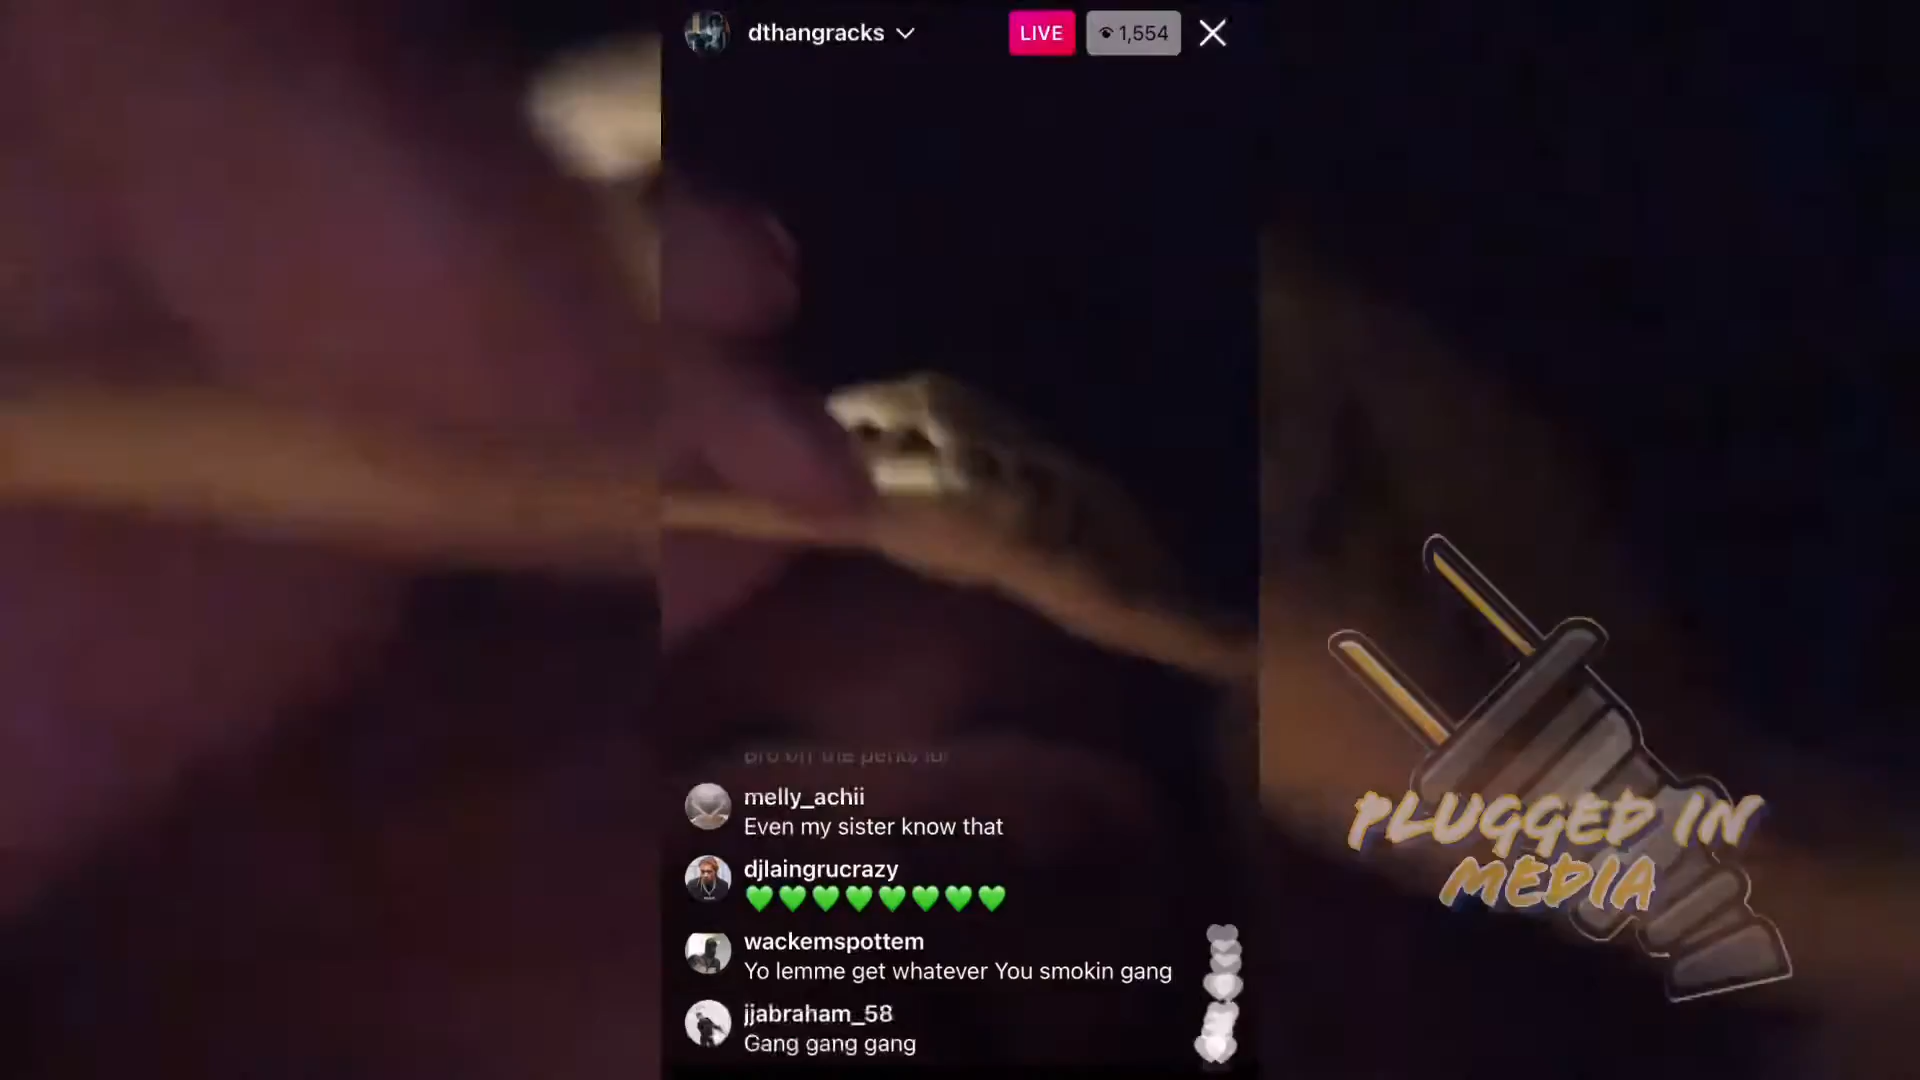 dthangracks
LIVE
1,554
melly_achii
Even my sister know that
djlaingrucrazy
💚💚💚💚💚💚💚💚
wackemspottem
Yo lemme get whatever You smokin gang
jjabraham_58
Gang gang gang
PLUGGED IN
MEDIA